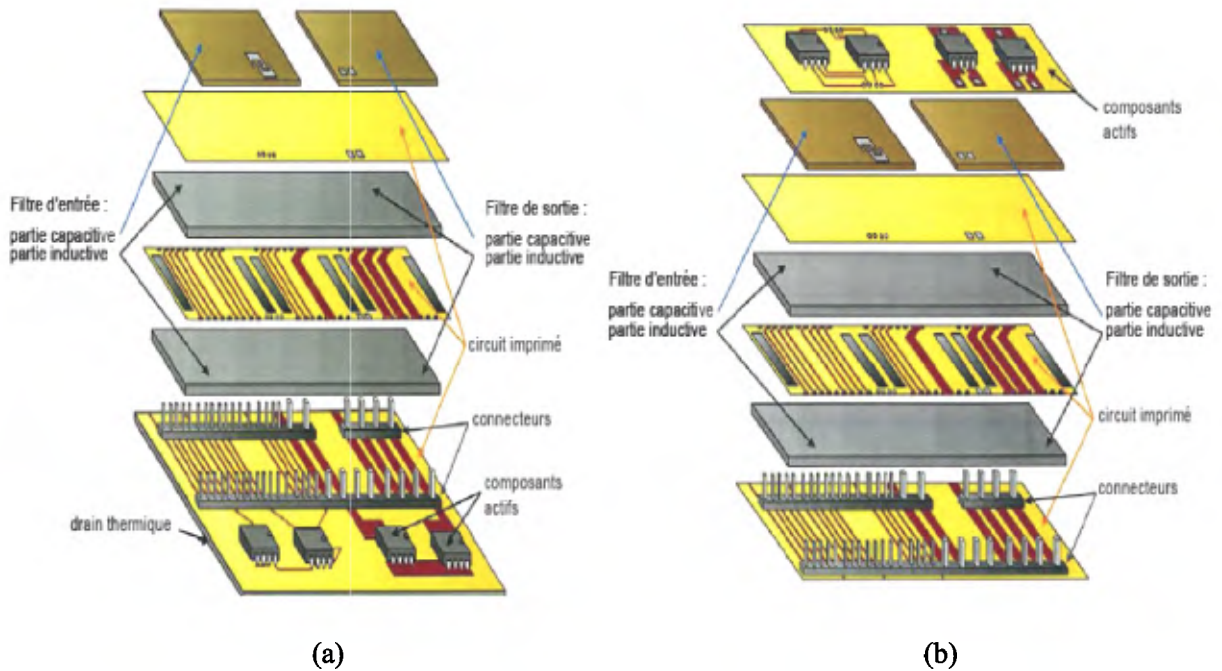 Filtre d'entrée :
partie capacitive
partie inductive
Filtre de sortie :
partie capacitive
partie inductive
circuit imprimé
connecteurs
composants
actifs
drain thermique
(a)
composants
actifs
Filtre d'entrée :
partie capacitive
partie inductive
Filtre de sortie :
partie capacitive
partie inductive
circuit imprimé
connecteurs
(b)